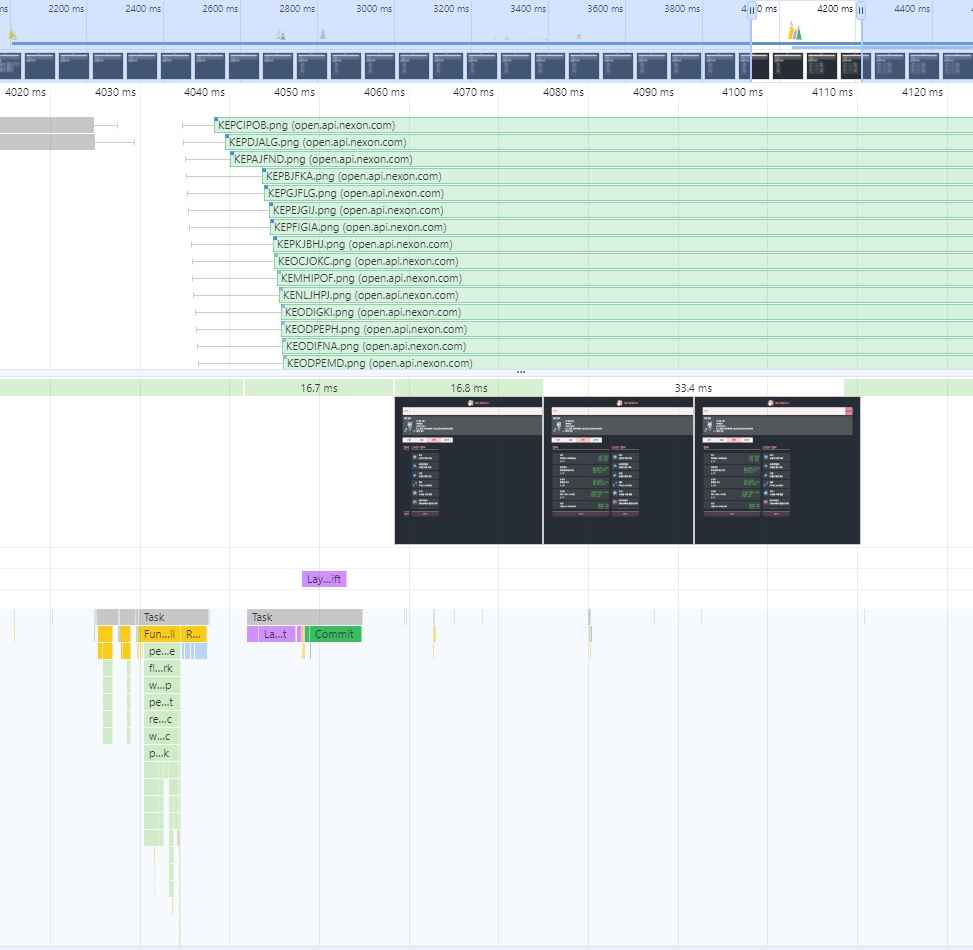 ms 2200 ms 2400 ms 2600 ms 2800 ms 3000 ms 3200 ms 3400 ms 3600 ms 3800 ms 4200 ms 4400 ms
4020 ms 4030 ms 4040 ms 4050 ms 4060 ms 4070 ms 4080 ms 4090 ms 4100 ms 4110 ms 4120 ms
KEPCIPOB.png (open.api.nexon.com)
KEPDJALG.png (open.api.nexon.com)
KEPAJFND.png (open.api.nexon.com)
KEPBJFKA.png (open.api.nexon.com)
KEPGJFLG.png (open.api.nexon.com)
KEPEJGIJ.png (open.api.nexon.com)
KEPFIGIA.png (open.api.nexon.com)
KEPKJBHJ.png (open.api.nexon.com)
KEOCJOKC.png (open.api.nexon.com)
KEMHIPOF.png (open.api.nexon.com)
KENLJHPJ.png (open.api.nexon.com)
KEODIGKI.png (open.api.nexon.com)
KEODPEPH.png (open.api.nexon.com)
KEODIFNA.png (open.api.nexon.com)
KEODPEMD.png (open.api.nexon.com)
16.7 ms 16.8 ms 33.4 ms
Lay...ift
Task Task
Fun...ll R... La...t Commit
pe...e
fl...rk
w...p
pe...t
re...c
w...c
p...k